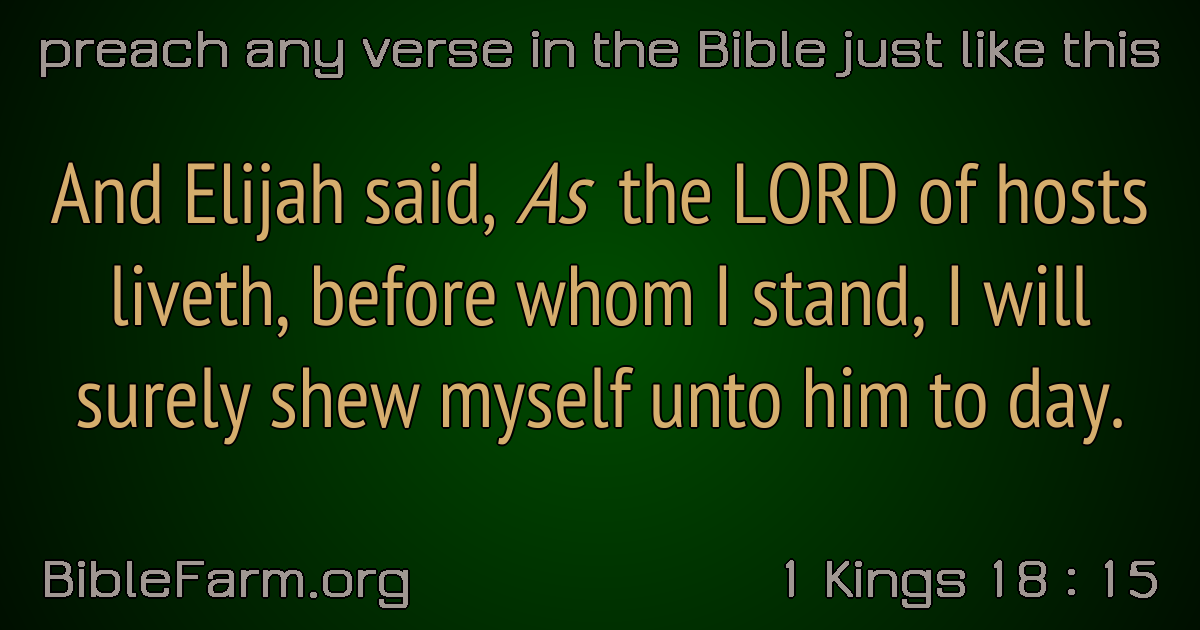 preach any verse in the Bible just like this
And Elijah said, As the LORD of hosts
liveth, before whom I stand, I will
surely shew myself unto him to day.
BibleFarm.org
1 Kings 18 : 15